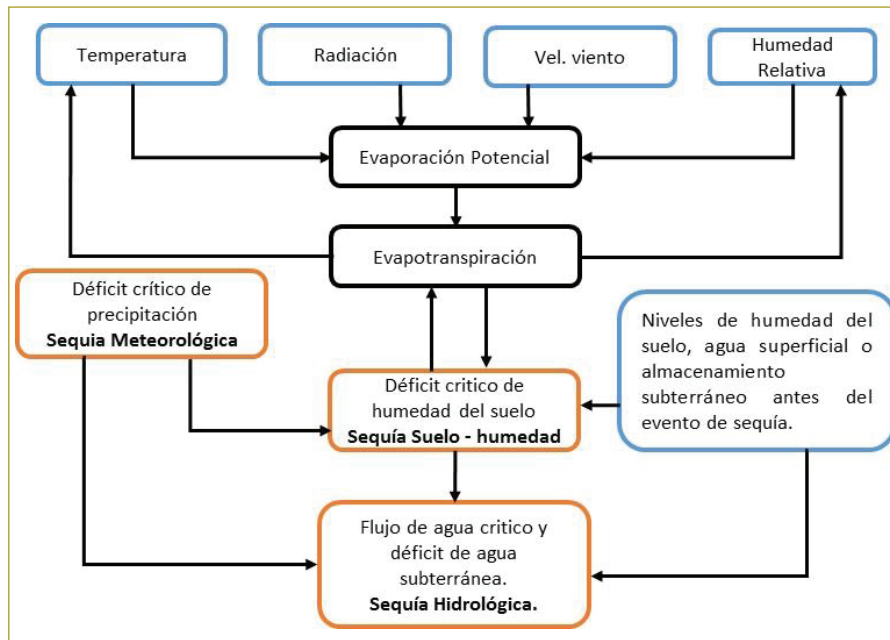 Temperatura
Radiación
Vel. viento
Humedad
Relativa
Evaporación Potencial
Evapotranspiración
Déficit crítico de
precipitación
Sequia Meteorológica
Niveles de humedad del
suelo, agua superficial o
almacenamiento
subterráneo antes del
evento de sequía.
Déficit critico de
humedad del suelo
Sequía Suelo - humedad
Flujo de agua critico y
déficit de agua
subterránea.
Sequía Hidrológica.